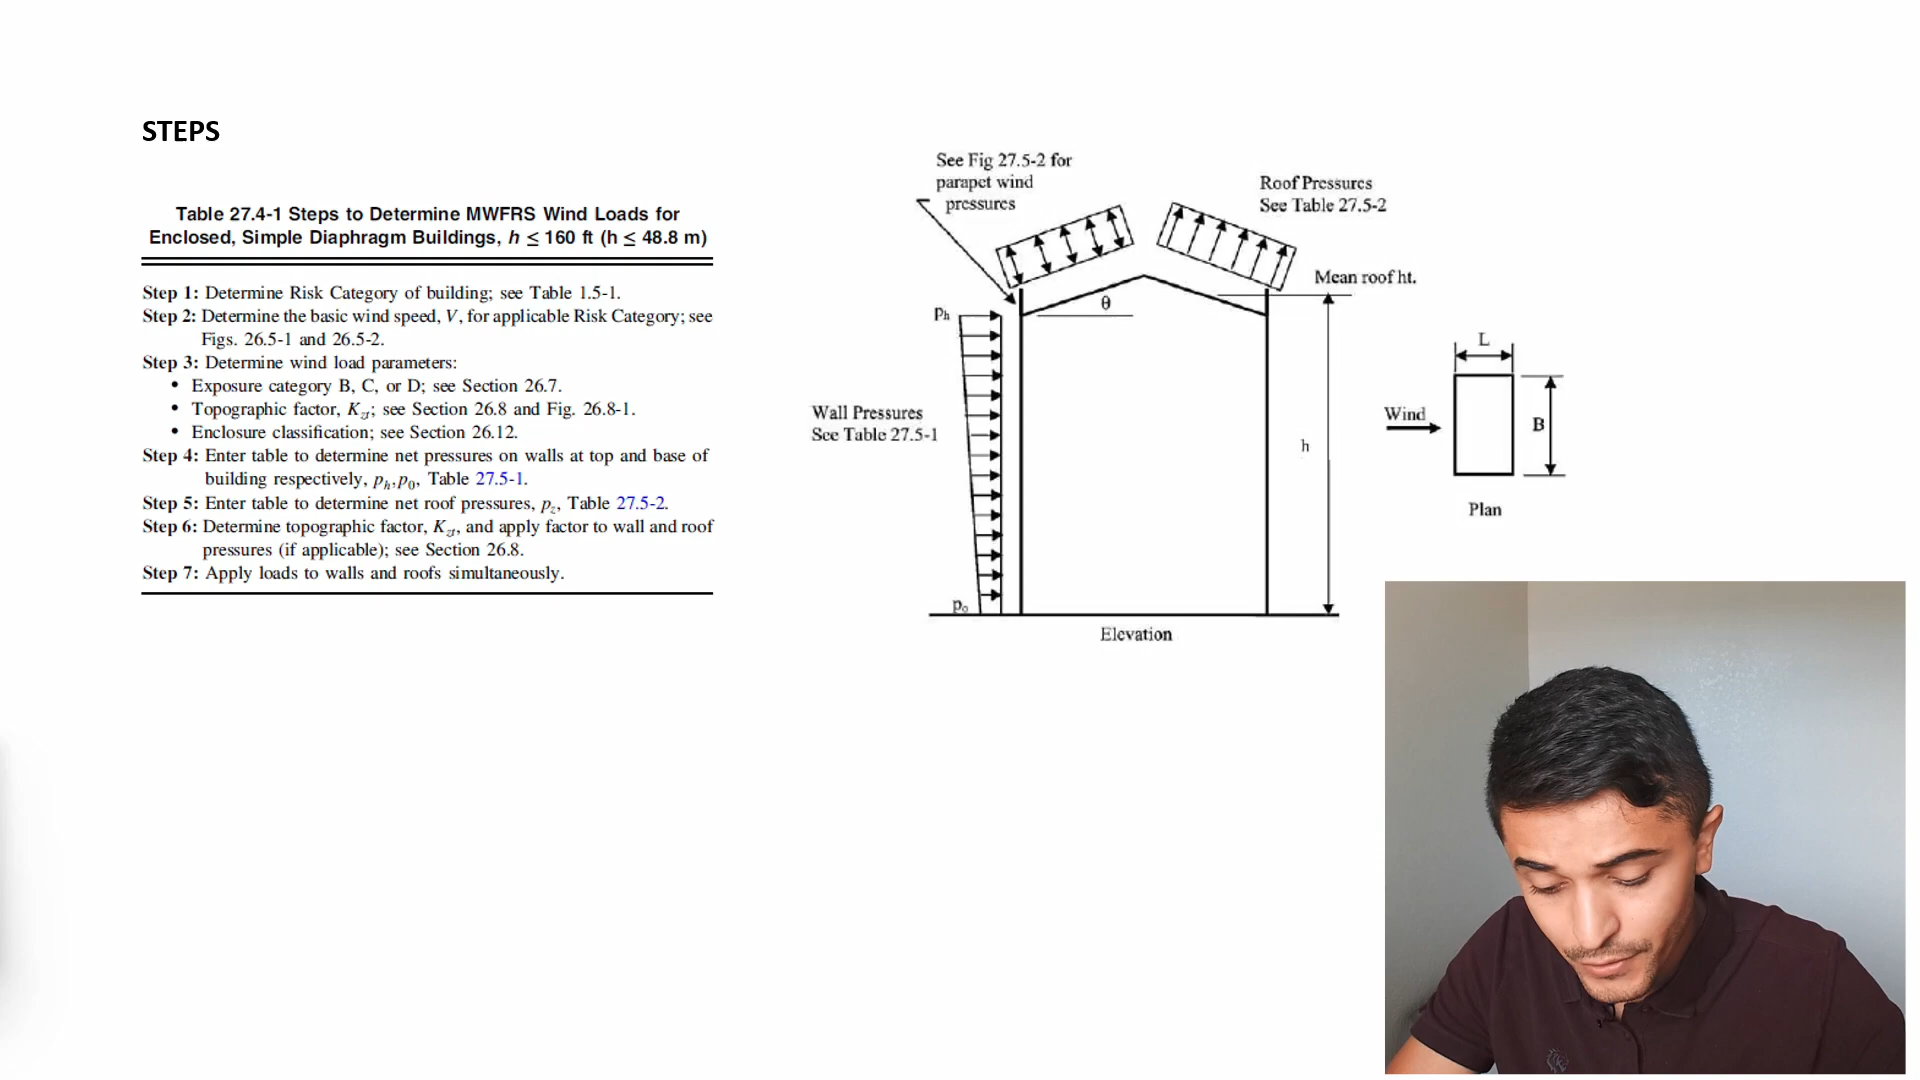 STEPS
Table 27.4-1 Steps to Determine MWFRS Wind Loads for
Enclosed, Simple Diaphragm Buildings, h ≤ 160 ft (h ≤ 48.8 m)
Step 1: Determine Risk Category of building; see Table 1.5-1.
Step 2: Determine the basic wind speed, V, for applicable Risk Category; see
Figs. 26.5-1 and 26.5-2.
Step 3: Determine wind load parameters:
• Exposure category B, C, or D; see Section 26.7.
• Topographic factor, Kzt; see Section 26.8 and Fig. 26.8-1.
• Enclosure classification; see Section 26.12.
Step 4: Enter table to determine net pressures on walls at top and base of
building respectively, ph,p0, Table 27.5-1.
Step 5: Enter table to determine net roof pressures, pz, Table 27.5-2.
Step 6: Determine topographic factor, Kzt, and apply factor to wall and roof
pressures (if applicable); see Section 26.8.
Step 7: Apply loads to walls and roofs simultaneously.
See Fig 27.5-2 for
parapet wind
pressures
Roof Pressures
See Table 27.5-2
Mean roof ht.
θ
Ph
Wall Pressures
See Table 27.5-1
h
Po
Elevation
L
Wind
B
Plan